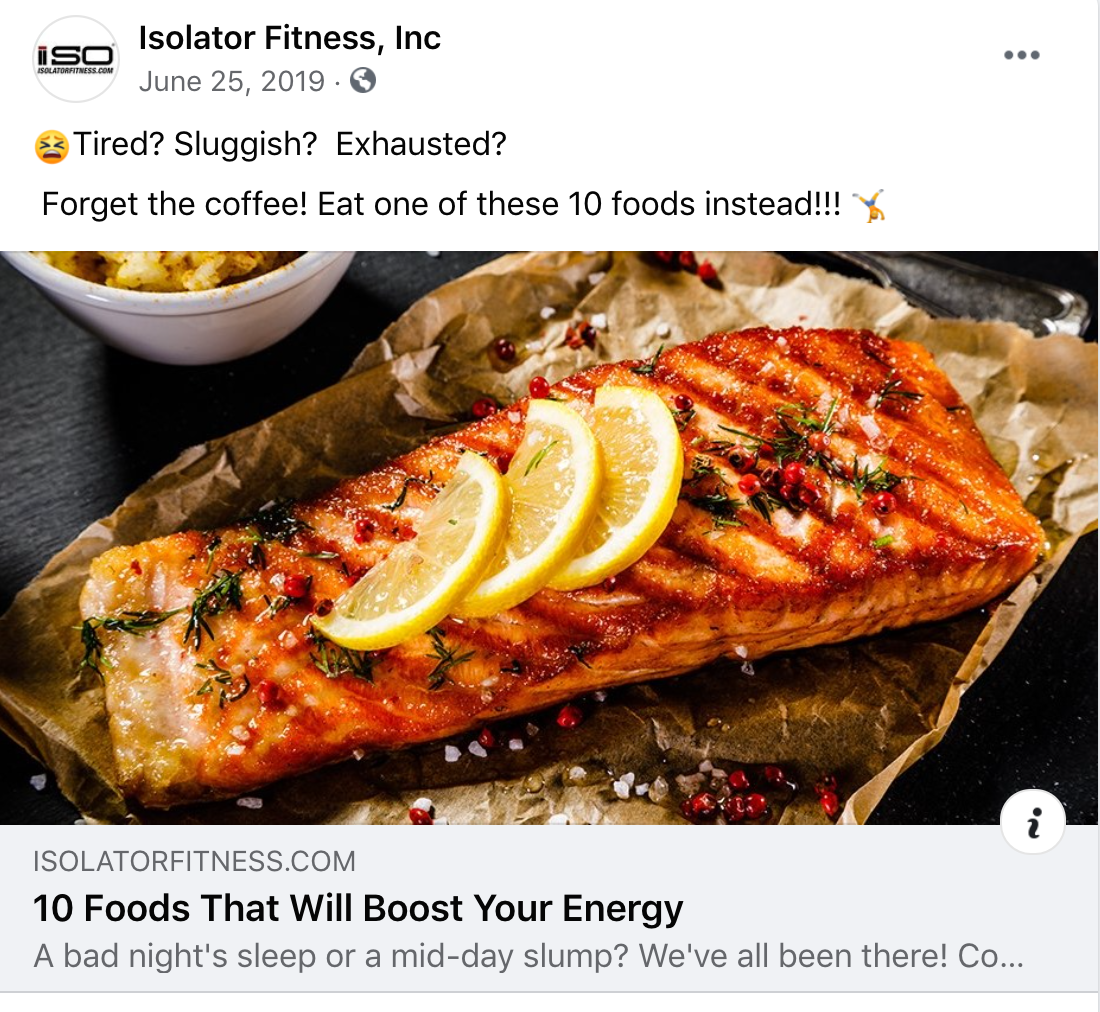 iSO
ISOLATORFITNESS.COM
Isolator Fitness, Inc
June 25, 2019 ·
😫Tired? Sluggish?  Exhausted?
Forget the coffee! Eat one of these 10 foods instead!!! 🤸
i
ISOLATORFITNESS.COM
10 Foods That Will Boost Your Energy
A bad night's sleep or a mid-day slump? We've all been there! Co...